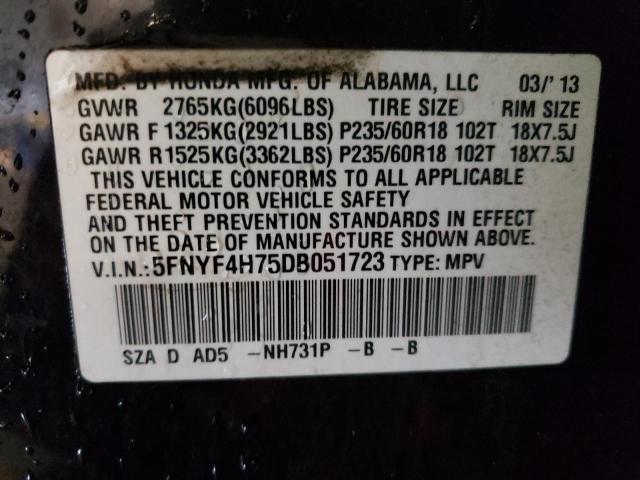 MFD. BY HONDA MFG. OF ALABAMA, LLC 03/'13
GVWR 2765KG(6096LBS) TIRE SIZE RIM SIZE
GAWR F 1325KG(2921LBS) P235/60R18 102T 18X7.5J
GAWR R1525KG(3362LBS) P235/60R18 102T 18X7.5J
THIS VEHICLE CONFORMS TO ALL APPLICABLE
FEDERAL MOTOR VEHICLE SAFETY
AND THEFT PREVENTION STANDARDS IN EFFECT
ON THE DATE OF MANUFACTURE SHOWN ABOVE.
V.I.N.:5FNYF4H75DB051723 TYPE: MPV
SZA D AD5 -NH731P -B -B